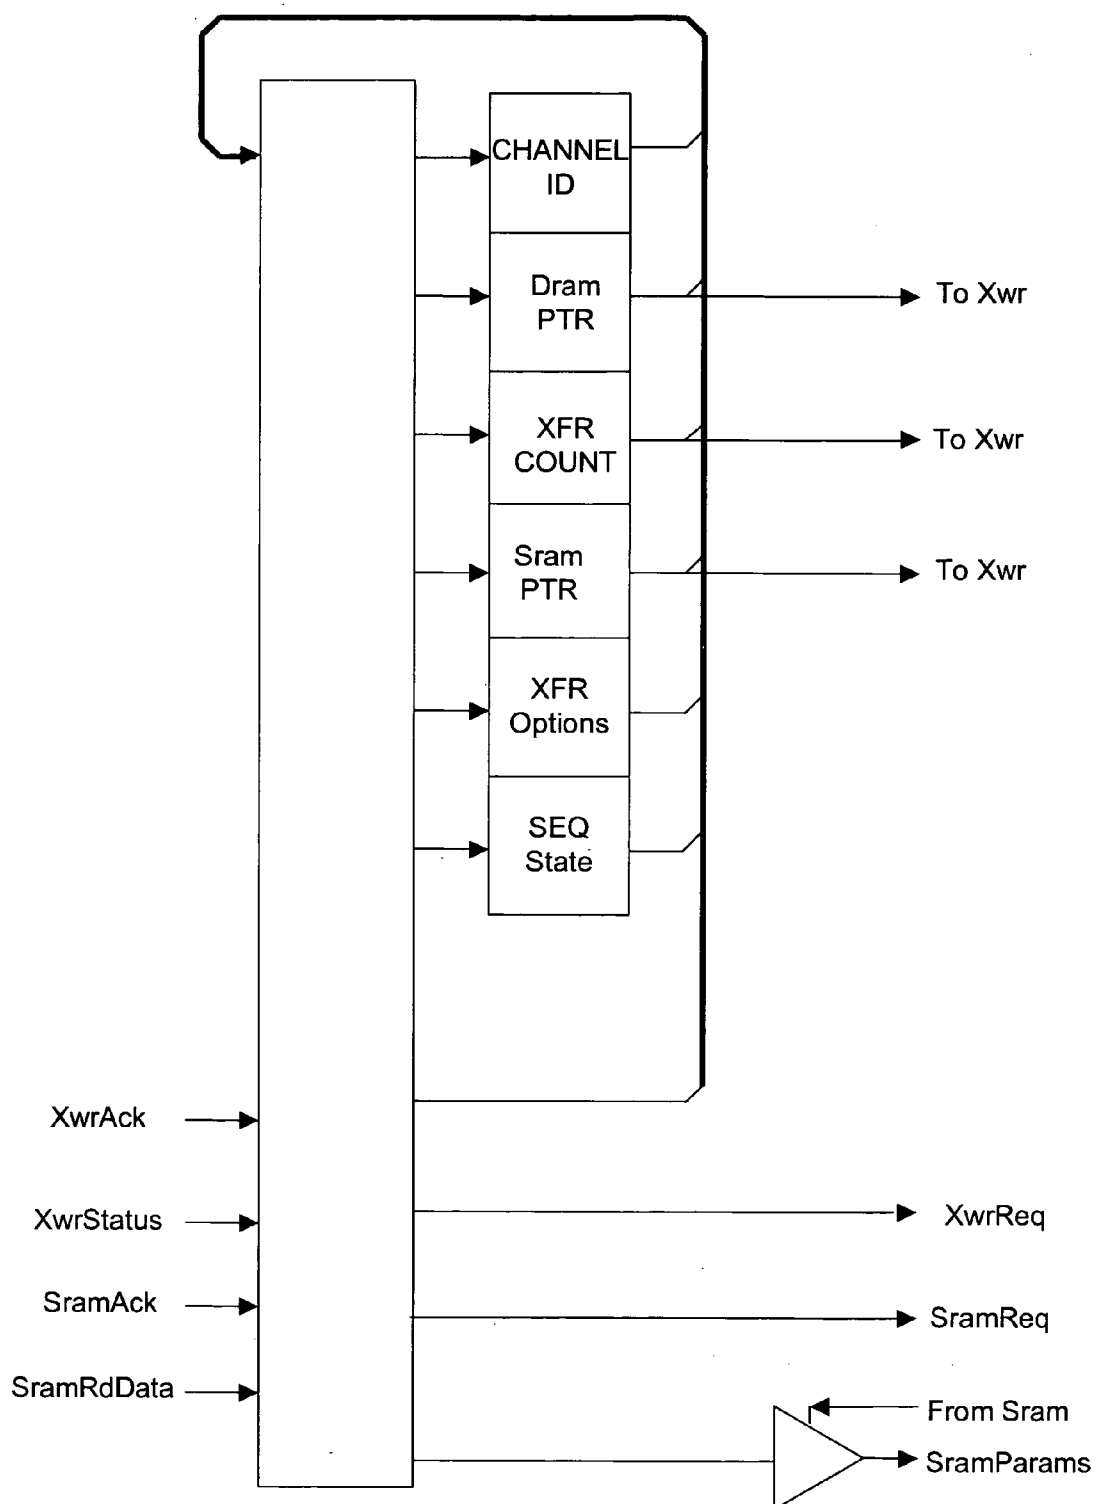 CHANNEL
ID
Dram
PTR
To Xwr
XFR
COUNT
To Xwr
Sram
PTR
To Xwr
XFR
Options
SEQ
State
XwrAck
XwrStatus
XwrReq
SramAck
SramReq
SramRdData
From Sram
SramParams